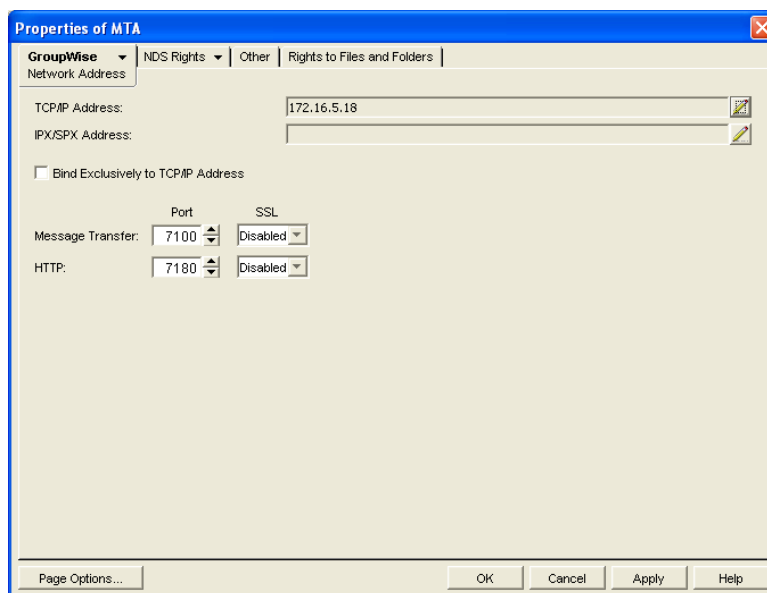 Properties of MTA
GroupWise NDS Rights Other Rights to Files and Folders
Network Address
TCP/IP Address: 172.16.5.18
IPX/SPX Address:
Bind Exclusively to TCP/IP Address
Port SSL
Message Transfer: 7100 Disabled
HTTP: 7180 Disabled
Page Options... OK Cancel Apply Help